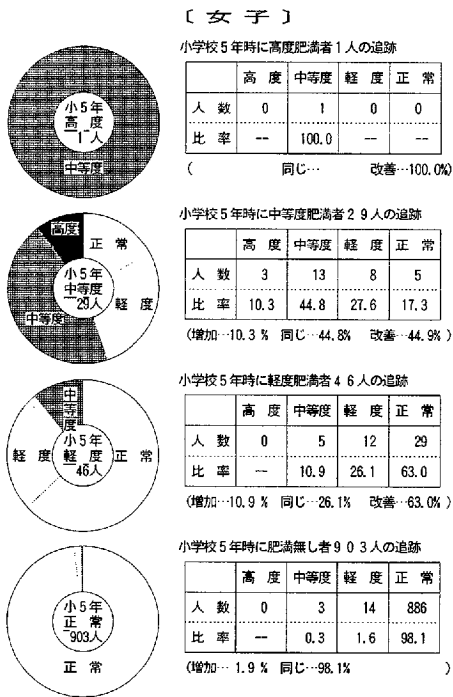 〔 女 子 〕
小学校5年時に高度肥満者1人の追跡
高 度 中等度 軽 度 正 常
人 数 0 1 0 0
比 率 -- 100.0 -- --
( 同じ… 改善…100.0%)
小5年
高 度
1人
中等度
小学校5年時に中等度肥満者29人の追跡
高 度 中等度 軽 度 正 常
人 数 3 13 8 5
比 率 10.3 44.8 27.6 17.3
(増加…10.3 % 同じ…44.8% 改善…44.9% )
高度
正 常
小5年
中等度
29人
軽 度
中等度
小学校5年時に軽度肥満者46人の追跡
高 度 中等度 軽 度 正 常
人 数 0 5 12 29
比 率 -- 10.9 26.1 63.0
(増加…10.9 % 同じ…26.1% 改善…63.0% )
中等度
小5年
軽 度
46人
軽 度
正 常
小学校5年時に肥満無し者903人の追跡
高 度 中等度 軽 度 正 常
人 数 0 3 14 886
比 率 -- 0.3 1.6 98.1
(増加… 1.9 % 同じ…98.1% )
小5年
正 常
903人
正 常